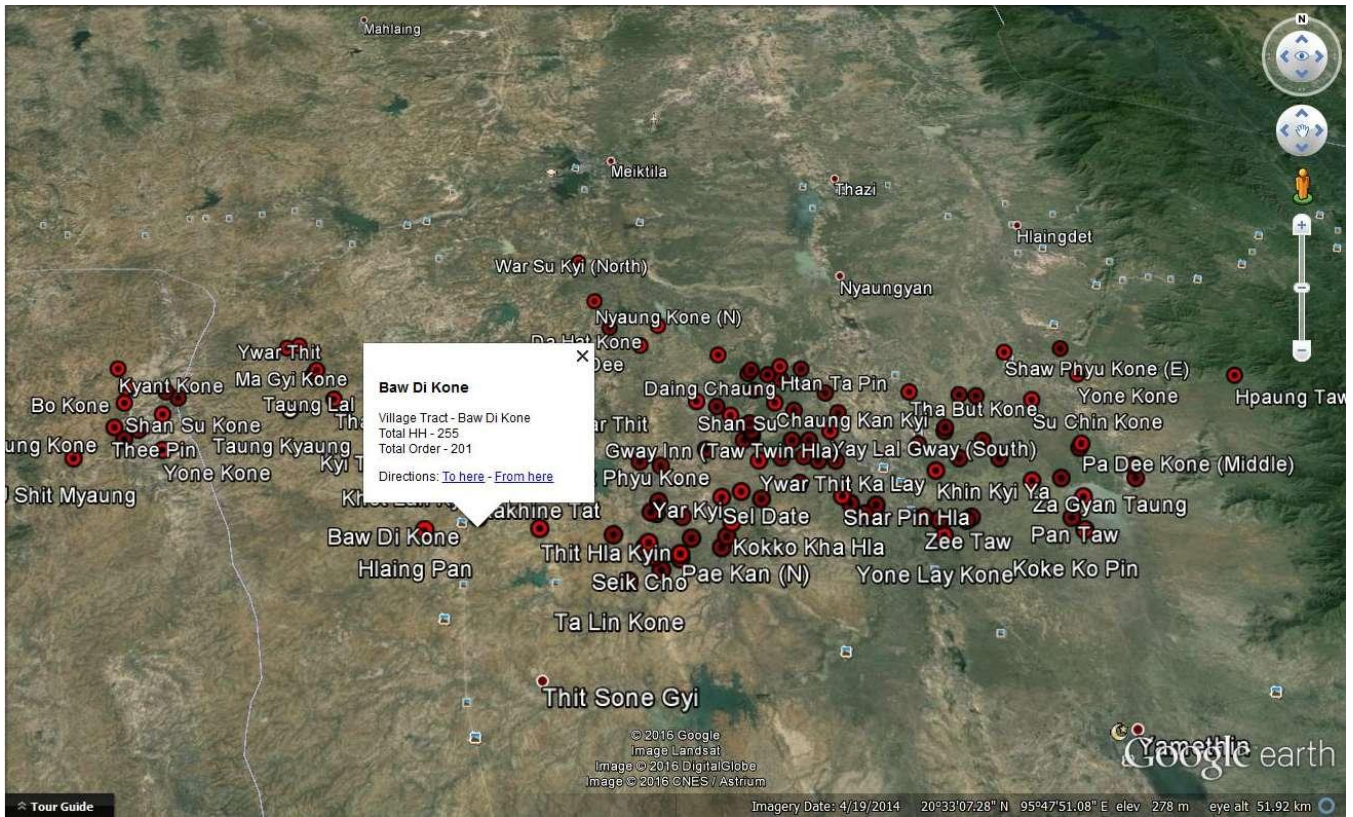 Mahlaing
N
Meiktila
Thazi
Hlaingdet
War Su Kyi (North)
Nyaungyan
Nyaung Kone (N)
Da Hat Kone
Dee
Ywar Thit
Ma Gyi Kone
Kyant Kone
Taung Lal
Bo Kone
Shan Su Kone
Thee Pin
Taung Kyaung
ung Kone
Yone Kone
Shit Myaung
Daing Chaung
Htan Ta Pin
Shaw Phyu Kone (E)
Yone Kone
Hpaung Taw
Shan Su
Chaung Kan Kyi
Tha But Kone
Su Chin Kone
Gway Inn (Taw Twin Hla)
Yay Lal Gway (South)
Pa Dee Kone (Middle)
Phyu Kone
Ywar Thit Ka Lay
Khin Kyi Ya
Za Gyan Taung
Baw Di Kone
Village Tract - Baw Di Kone
Total HH - 255
Total Order - 201
Directions: To here - From here
akhine Tat
Yar Kyi
Sel Date
Shar Pin Hla
Zee Taw
Pan Taw
Baw Di Kone
Thit Hla Kyin
Kokko Kha Hla
Hlaing Pan
Seik Cho
Pae Kan (N)
Yone Lay Kone
Koke Ko Pin
Ta Lin Kone
Thit Sone Gyi
Yamethin
© 2016 Google
Image Landsat
Image © 2016 DigitalGlobe
Image © 2016 CNES / Astrium
Google earth
Tour Guide
Imagery Date: 4/19/2014 20°33'07.28" N 95°47'51.08" E elev 278 m eye alt 51.92 km